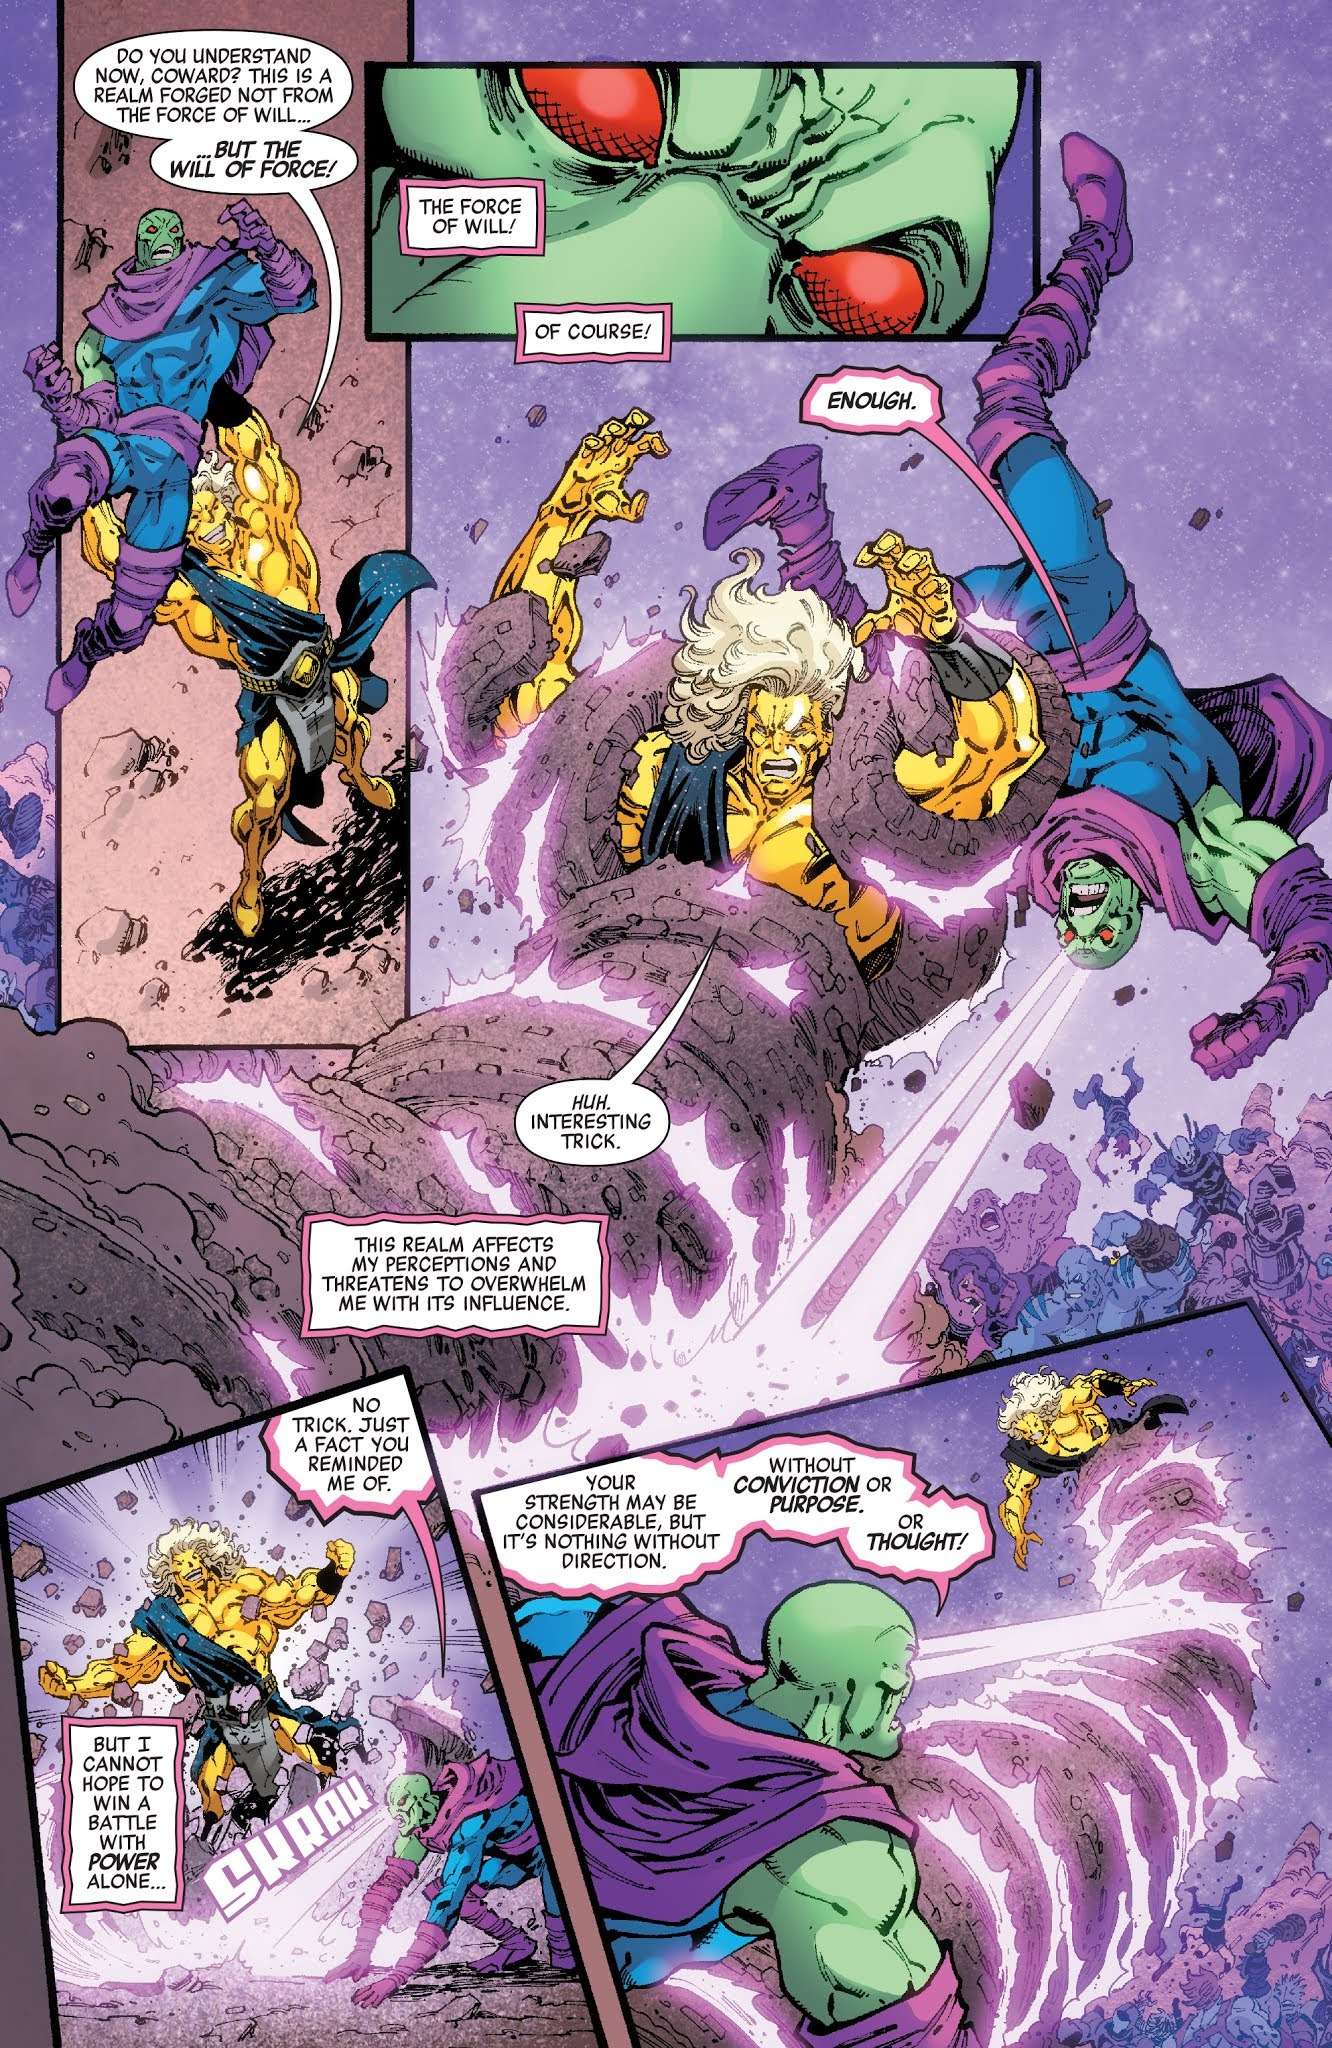 DO YOU UNDERSTAND
NOW, COWARD? THIS IS A
REALM FORGED NOT FROM
THE FORCE OF WILL...
...BUT THE
WILL OF FORCE!
THE FORCE
OF WILL!
OF COURSE!
ENOUGH.
HUH.
INTERESTING
TRICK.
THIS REALM AFFECTS
MY PERCEPTIONS AND
THREATENS TO OVERWHELM
ME WITH ITS INFLUENCE.
NO
TRICK. JUST
A FACT YOU
REMINDED
ME OF.
BUT I
CANNOT
HOPE TO
WIN A
BATTLE
WITH
POWER
ALONE...
SKRAK
YOUR
STRENGTH MAY BE
CONSIDERABLE, BUT
IT'S NOTHING WITHOUT
DIRECTION.
WITHOUT
CONVICTION OR
PURPOSE.
OR
THOUGHT!